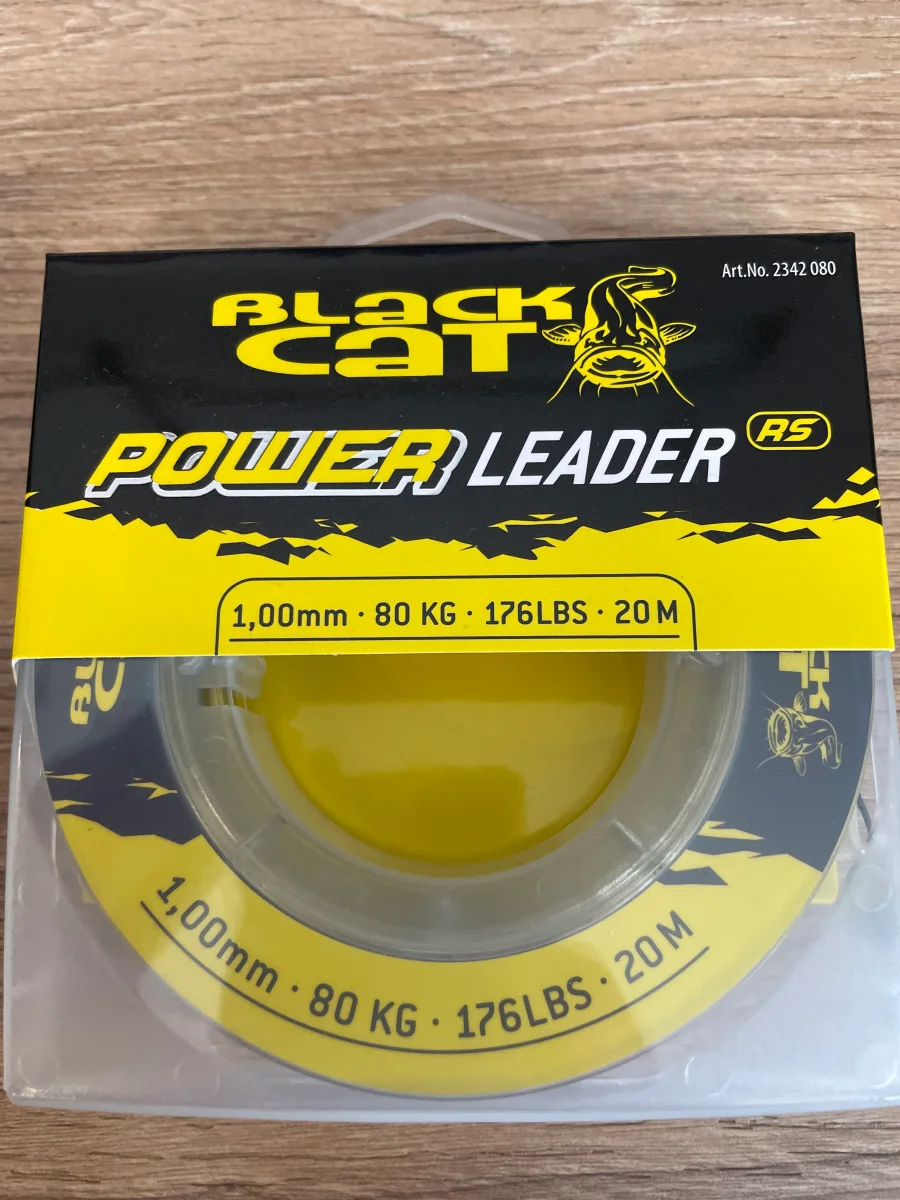 Art.No. 2342 080
BLACK
CAT
POWER LEADER RS
1,00mm · 80 KG · 176LBS · 20 M
1,00mm · 80 KG · 176LBS · 20 M